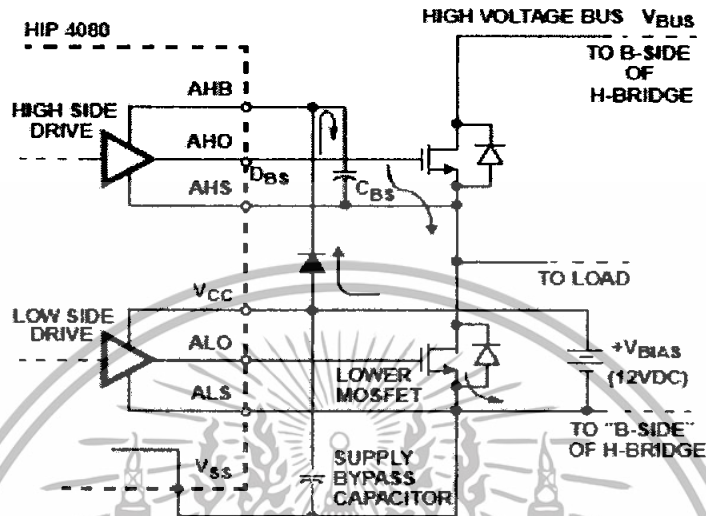 HIGH VOLTAGE BUS VBUS
HIP 4080
TO B-SIDE
OF
H-BRIDGE
AHB
HIGH SIDE
DRIVE
AHO
DBS
CBS
AHS
TO LOAD
VCC
LOW SIDE
DRIVE
ALO
+VBIAS
(12VDC)
LOWER
MOSFET
ALS
TO "B-SIDE"
OF H-BRIDGE
VSS
SUPPLY
BYPASS
CAPACITOR